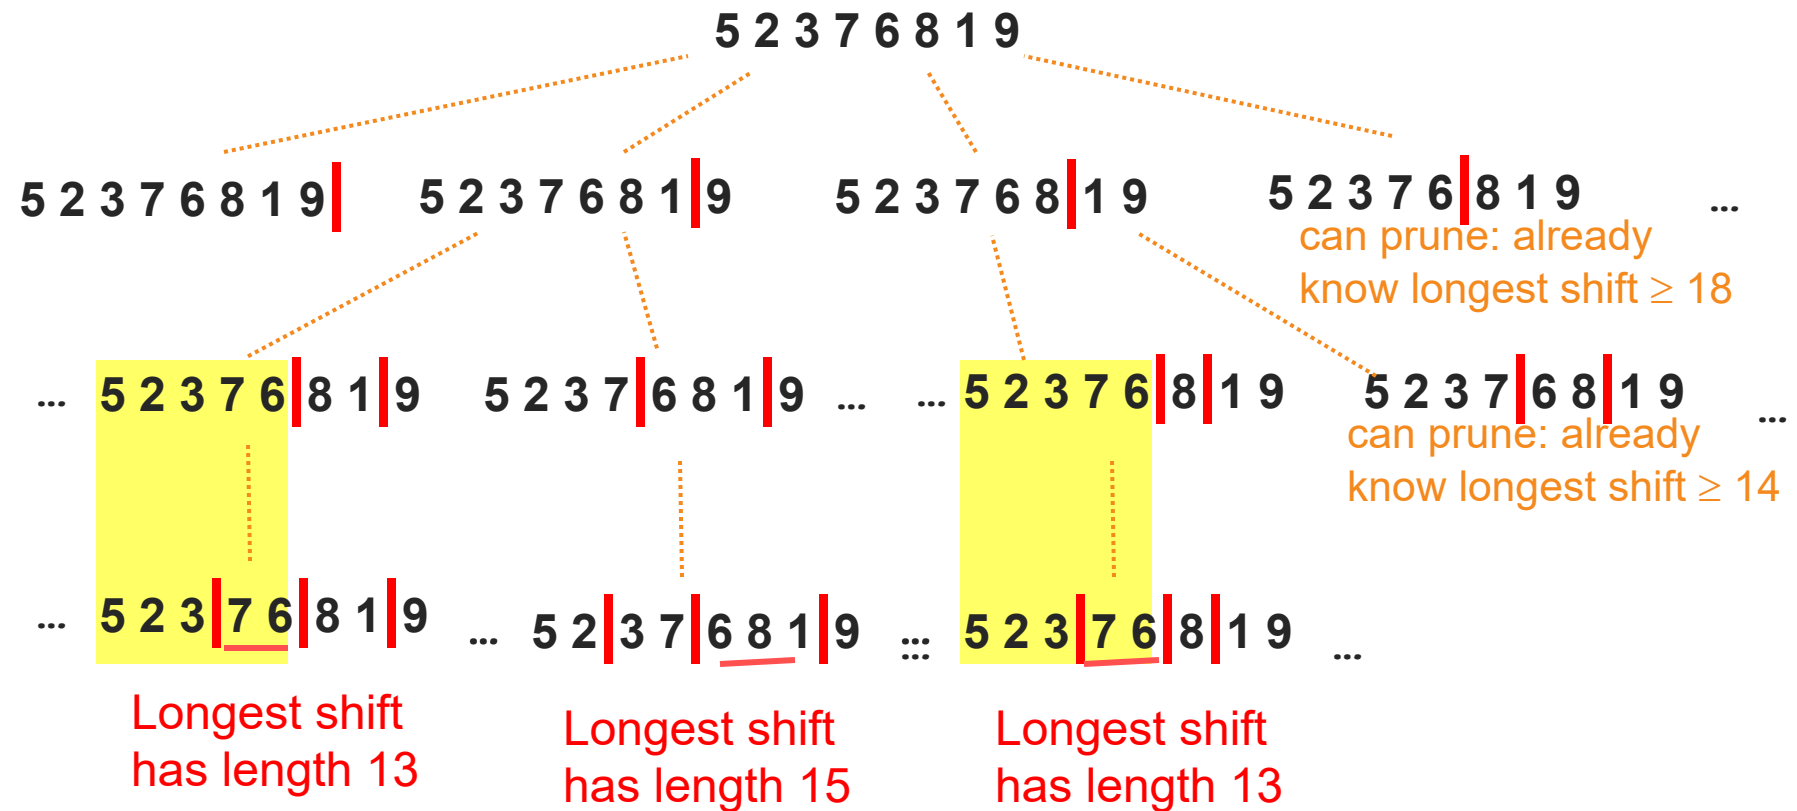 5 2 3 7 6 8 1 9
5 2 3 7 6 8 1 9
5 2 3 7 6 8 1 9
5 2 3 7 6 8 1 9
5 2 3 7 6 8 1 9
...
can prune: already
know longest shift ≥ 18
... 5 2 3 7 6 8 1 9
5 2 3 7 6 8 1 9 ...
... 5 2 3 7 6 8 1 9
5 2 3 7 6 8 1 9
...
can prune: already
know longest shift ≥ 14
... 5 2 3 7 6 8 1 9
... 5 2 3 7 6 8 1 9 ...
... 5 2 3 7 6 8 1 9 ...
Longest shift
has length 13
Longest shift
has length 15
Longest shift
has length 13